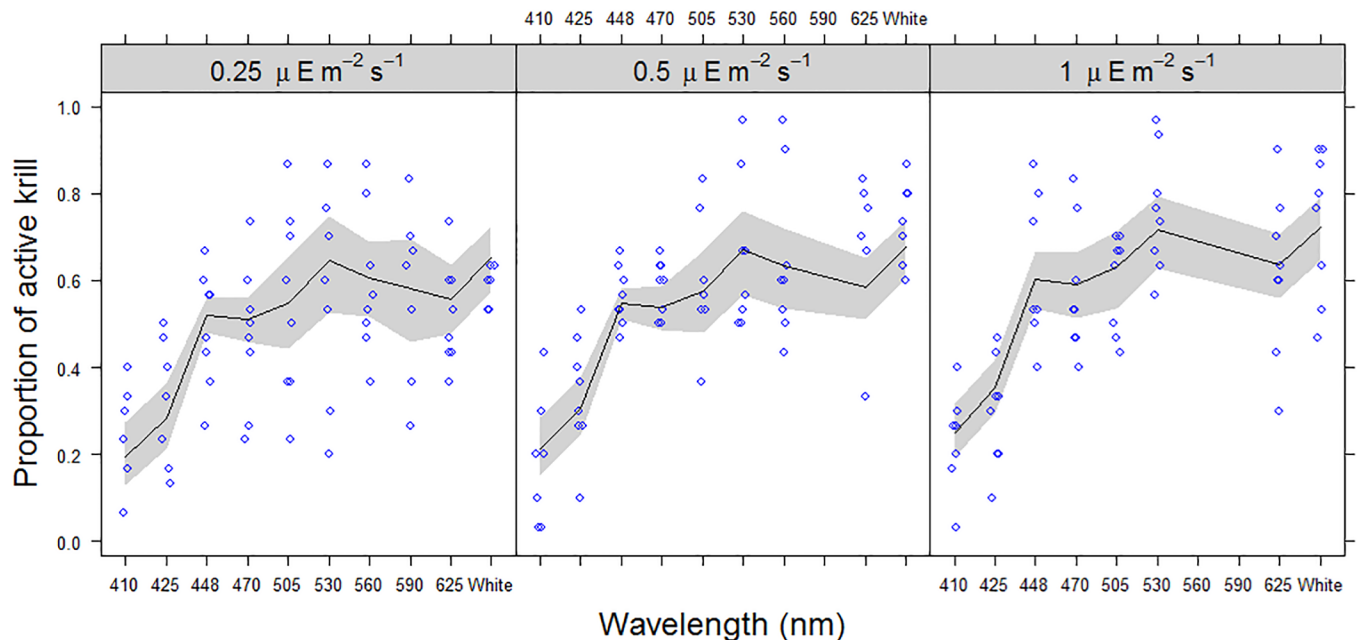 410 425 448 470 505 530 560 590 625 White
0.25 μ E m⁻² s⁻¹
0.5 μ E m⁻² s⁻¹
1 μ E m⁻² s⁻¹
Proportion of active krill
1.0
0.8
0.6
0.4
0.2
0.0
410 425 448 470 505 530 560 590 625 White
410 425 448 470 505 530 560 590 625 White
Wavelength (nm)